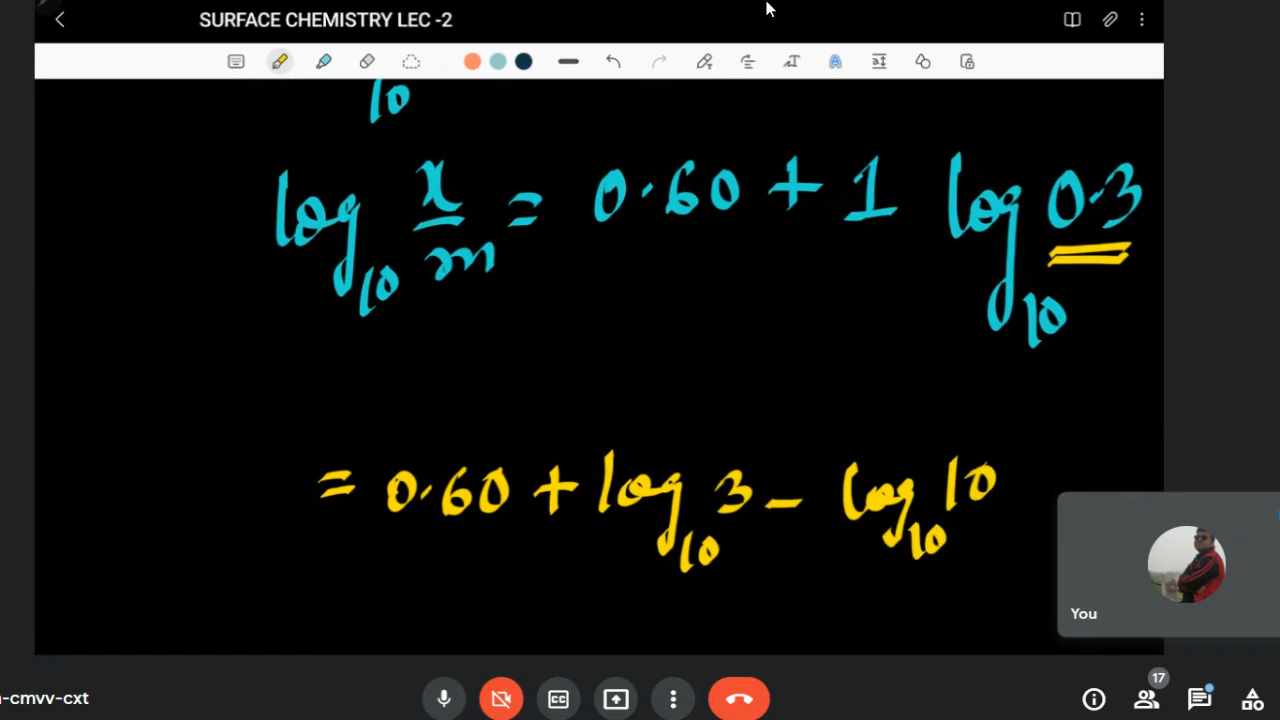 SURFACE CHEMISTRY LEC -2
10
log₁₀ x/m = 0.60 + 1 log₁₀ 0.3
= 0.60 + log₁₀ 3 - log₁₀ 10
You
-cmvv-cxt
CC
17